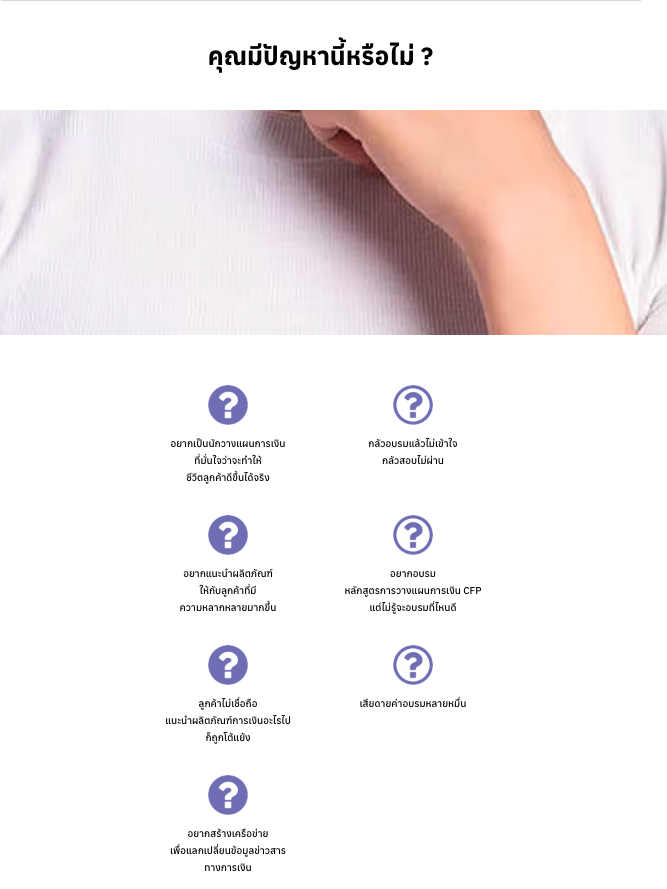 คุณมีปัญหานี้หรือไม่ ?
อยากเป็นนักวางแผนการเงิน
ที่มั่นใจว่าจะทำให้
ชีวิตลูกค้าดีขึ้นได้จริง
กลัวอบรมแล้วไม่เข้าใจ
กลัวสอบไม่ผ่าน
อยากแนะนำผลิตภัณฑ์
ให้กับลูกค้าที่มี
ความหลากหลายมากขึ้น
อยากอบรม
หลักสูตรการวางแผนการเงิน CFP
แต่ไม่รู้จะอบรมที่ไหนดี
ลูกค้าไม่เชื่อถือ
แนะนำผลิตภัณฑ์การเงินอะไรไป
ก็ถูกโต้แย้ง
เสียดายค่าอบรมหลายหมื่น
อยากสร้างเครือข่าย
เพื่อแลกเปลี่ยนข้อมูลข่าวสาร
ทางการเงิน